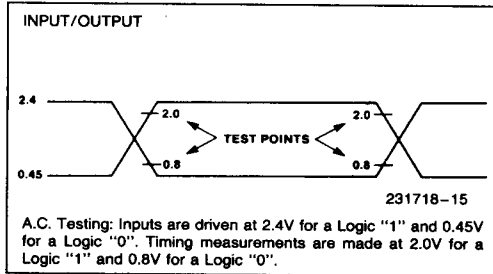 INPUT/OUTPUT
2.4
2.0
2.0
TEST POINTS
0.8
0.8
0.45
231718–15
A.C. Testing: Inputs are driven at 2.4V for a Logic "1" and 0.45V
for a Logic "0". Timing measurements are made at 2.0V for a
Logic "1" and 0.8V for a Logic "0".